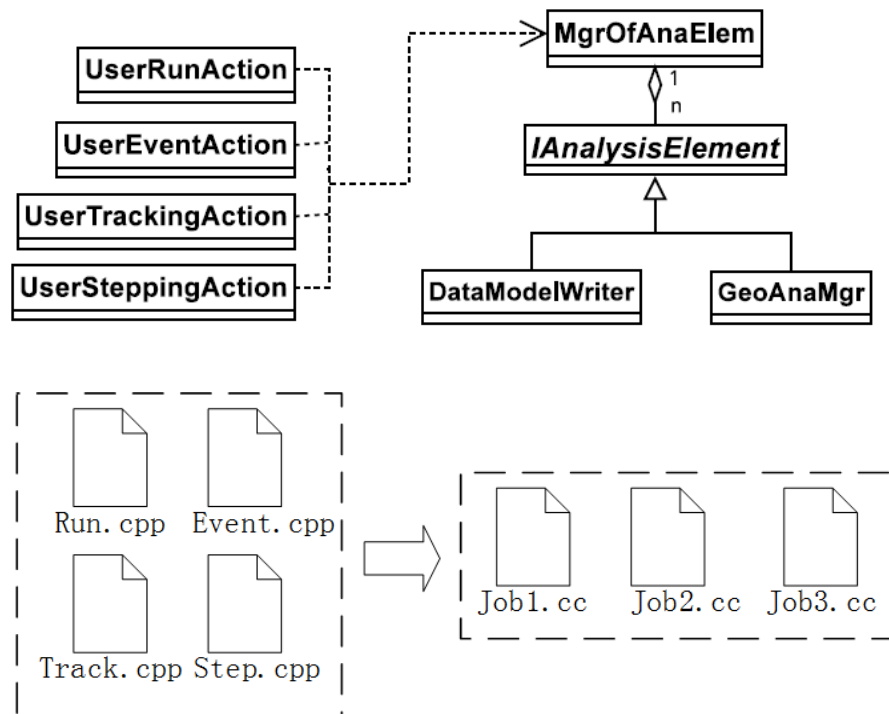 MgrOfAnaElem
UserRunAction
1
n
UserEventAction
IAnalysisElement
UserTrackingAction
UserSteppingAction
DataModelWriter
GeoAnaMgr
Run.cpp
Event.cpp
Job1.cc
Job2.cc
Job3.cc
Track.cpp
Step.cpp